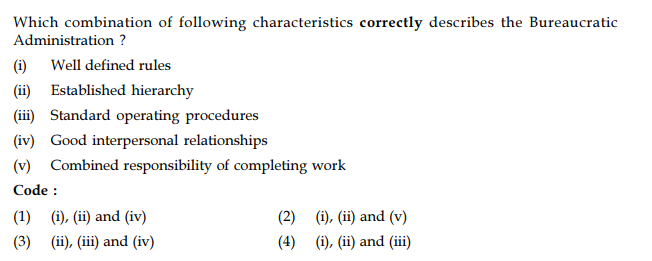 Which combination of following characteristics correctly describes the Bureaucratic
Administration ?
(i) Well defined rules
(ii) Established hierarchy
(iii) Standard operating procedures
(iv) Good interpersonal relationships
(v) Combined responsibility of completing work
Code :
(1) (i), (ii) and (iv) (2) (i), (ii) and (v)
(3) (ii), (iii) and (iv) (4) (i), (ii) and (iii)